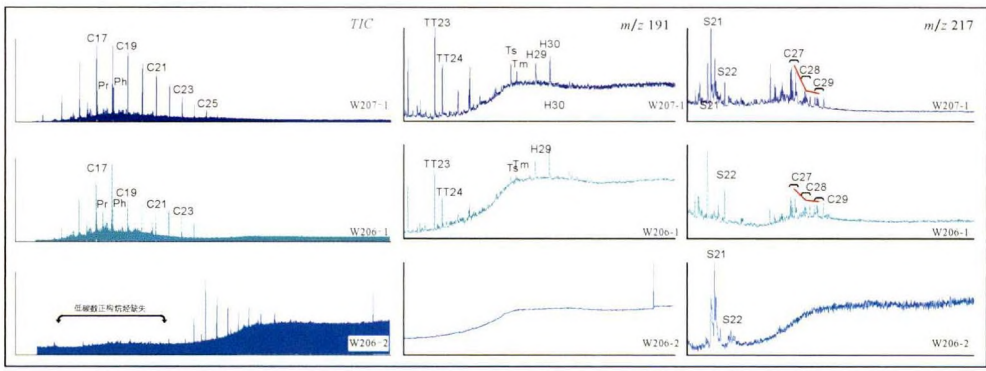 TIC
C17
C19
Pr
Ph
C21
C23
C25
W207-1
m/z 191
TT23
TT24
Ts
Tm
H29
H30
H30
W207-1
m/z 217
S21
S22
C27
C28
C29
S21
W207-1
C17
C19
Pr
Ph
C21
C23
W206-1
TT23
TT24
Ts
Tm
H29
W206-1
S22
C27
C28
C29
W206-1
低碳数正构烷烃缺失
W206-2
W206-2
S21
S22
W206-2